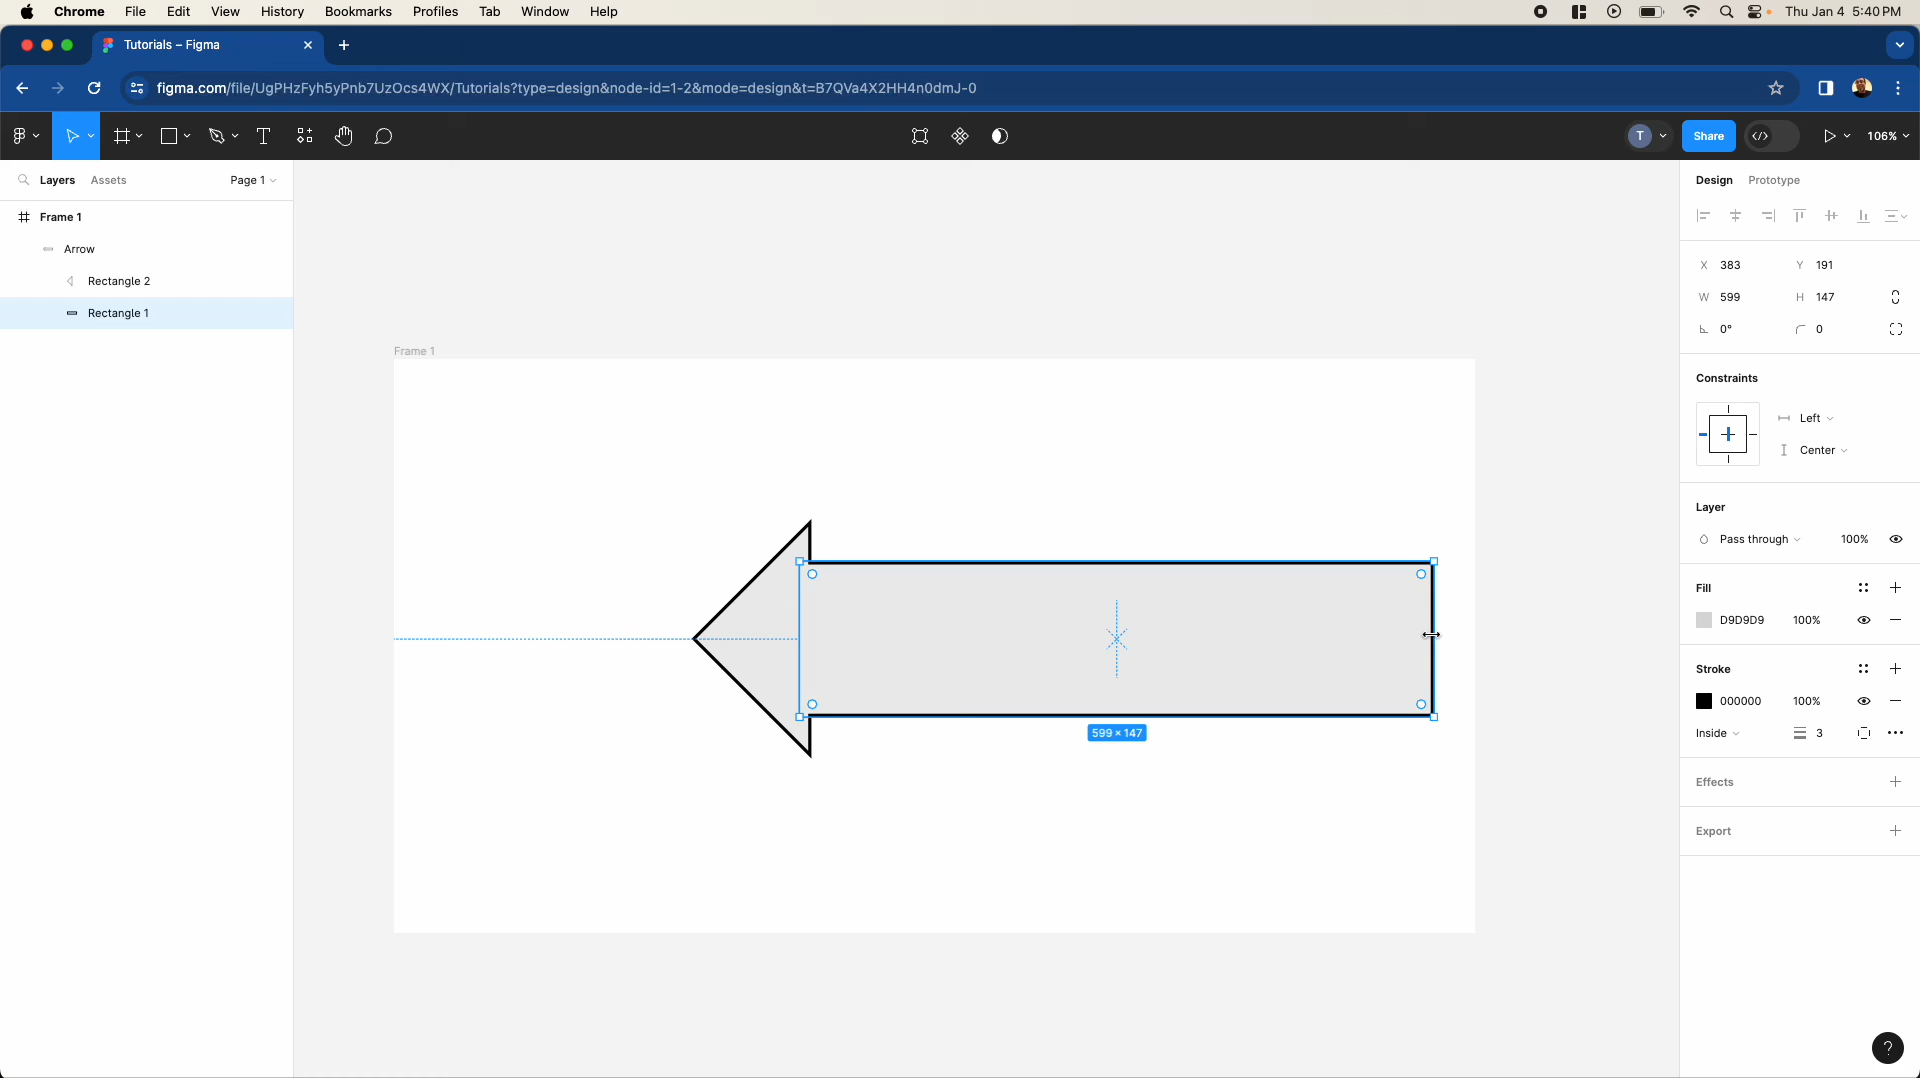 Chrome File Edit View History Bookmarks Profiles Tab Window Help Thu Jan 4 5:40 PM
Tutorials – Figma
figma.com/file/UgPHzFyh5yPnb7UzOcs4WX/Tutorials?type=design&node-id=1-2&mode=design&t=B7QVa4X2HH4n0dmJ-0
T Share 106%
Layers Assets Page 1
Design Prototype
Frame 1
Arrow
Rectangle 2
Rectangle 1
X 383 Y 191
W 599 H 147
0° 0
Frame 1
599 × 147
Constraints
Left
Center
Layer
Pass through 100%
Fill
D9D9D9 100%
Stroke
000000 100%
Inside 3
Effects
Export
?